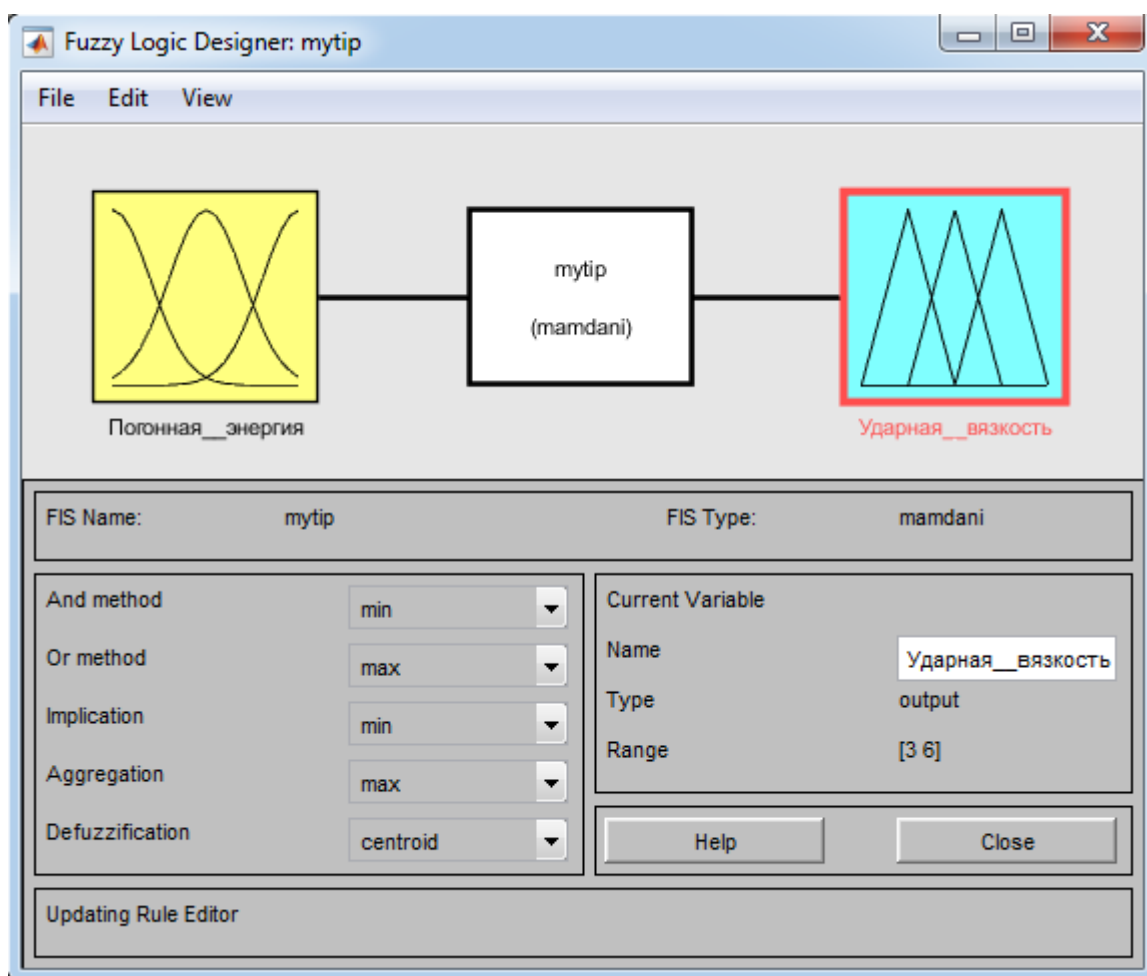 Fuzzy Logic Designer: mytip
File Edit View
mytip
(mamdani)
Погонная__энергия
Ударная__вязкость
FIS Name: mytip FIS Type: mamdani
And method min
Or method max
Implication min
Aggregation max
Defuzzification centroid
Current Variable
Name Ударная__вязкость
Type output
Range [3 6]
Help Close
Updating Rule Editor